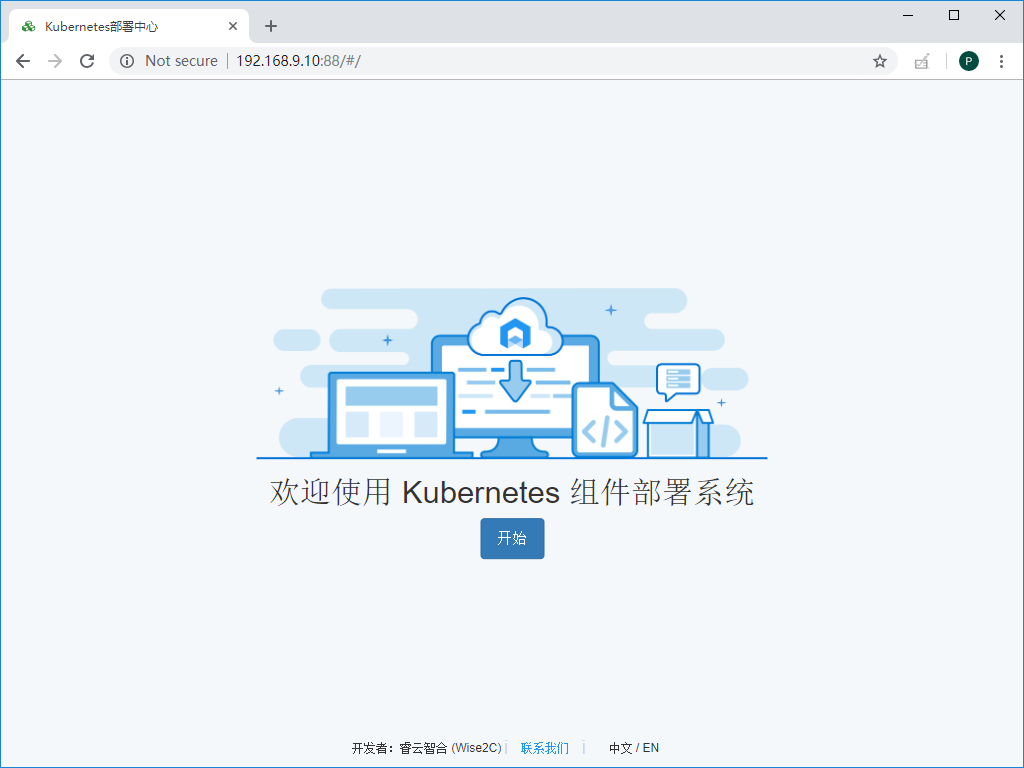 Kubernetes部署中心
Not secure | 192.168.9.10:88/#/
P
</>
欢迎使用 Kubernetes 组件部署系统
开始
开发者：睿云智合 (Wise2C) | 联系我们 | 中文 / EN